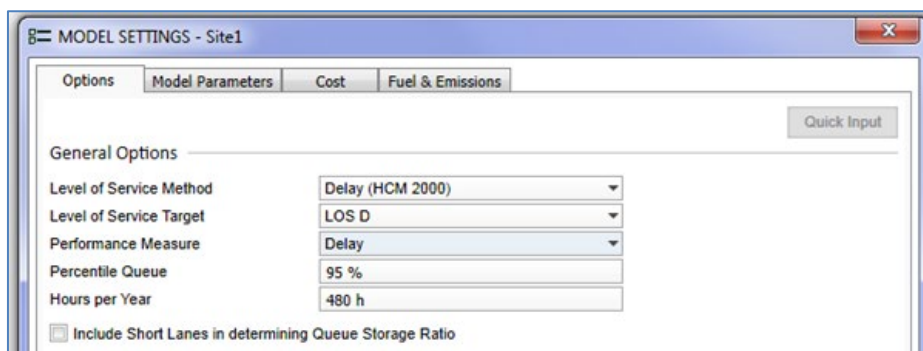 MODEL SETTINGS - Site1
Options Model Parameters Cost Fuel & Emissions
Quick Input
General Options
Level of Service Method Delay (HCM 2000)
Level of Service Target LOS D
Performance Measure Delay
Percentile Queue 95 %
Hours per Year 480 h
Include Short Lanes in determining Queue Storage Ratio